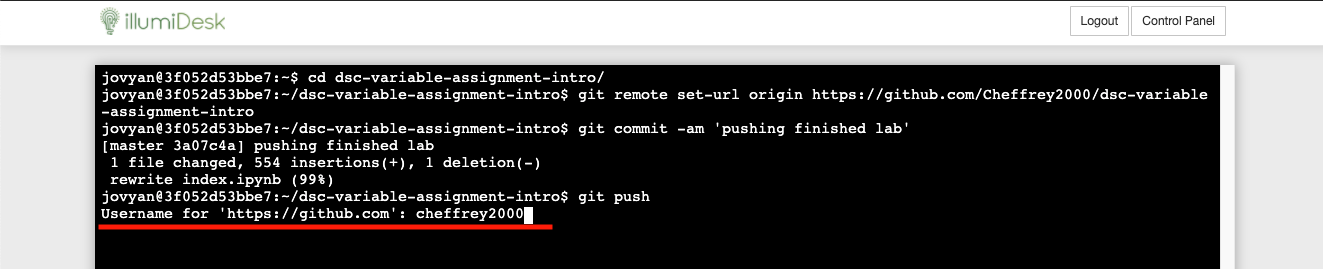 illumiDesk
Logout
Control Panel
jovyan@3f052d53bbe7:~$ cd dsc-variable-assignment-intro/
jovyan@3f052d53bbe7:~/dsc-variable-assignment-intro$ git remote set-url origin https://github.com/Cheffrey2000/dsc-variable
-assignment-intro
jovyan@3f052d53bbe7:~/dsc-variable-assignment-intro$ git commit -am 'pushing finished lab'
[master 3a07c4a] pushing finished lab
 1 file changed, 554 insertions(+), 1 deletion(-)
 rewrite index.ipynb (99%)
jovyan@3f052d53bbe7:~/dsc-variable-assignment-intro$ git push
Username for 'https://github.com': cheffrey2000